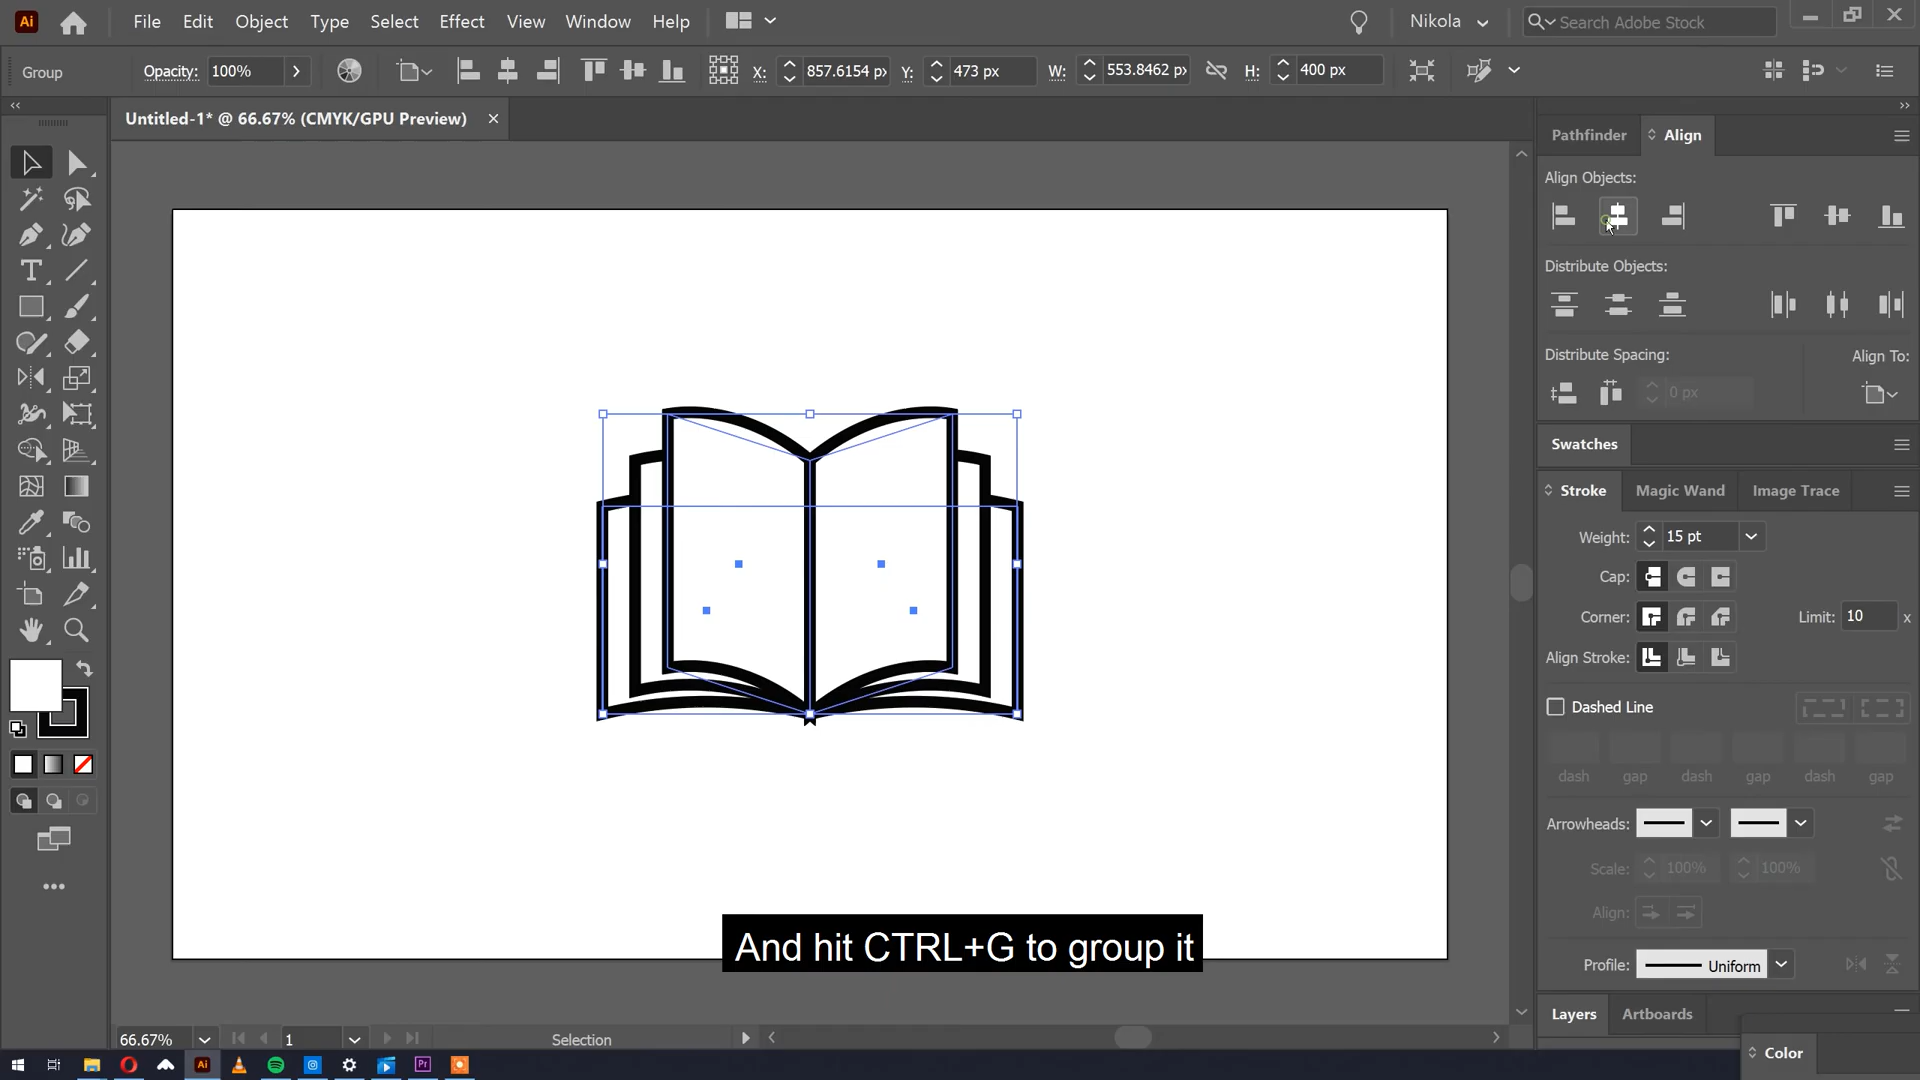 Ai File Edit Object Type Select Effect View Window Help Nikola Search Adobe Stock
Group Opacity: 100% X: 857.6154 px Y: 473 px W: 553.8462 px H: 400 px
Untitled-1* @ 66.67% (CMYK/GPU Preview)
Pathfinder Align
Align Objects:
Distribute Objects:
Distribute Spacing: Align To:
0 px
Swatches
Stroke Magic Wand Image Trace
Weight: 15 pt
Cap:
Corner: Limit: 10 x
Align Stroke:
Dashed Line
dash gap dash gap dash gap
Arrowheads:
Scale: 100% 100%
Align:
Profile: Uniform
Layers Artboards
Color
And hit CTRL+G to group it
66.67% 1 Selection
Ai Pr